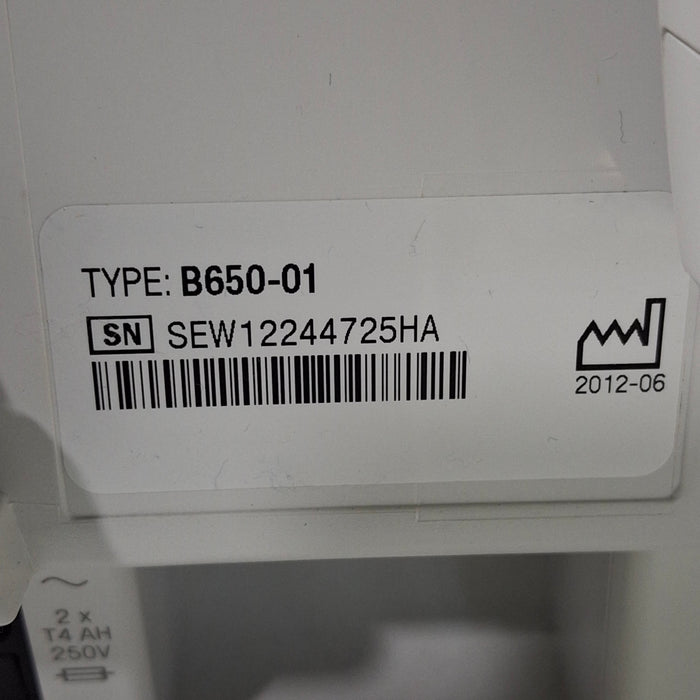 TYPE: B650-01
SN SEW12244725HA
2012-06
2 x
T4 AH
250V